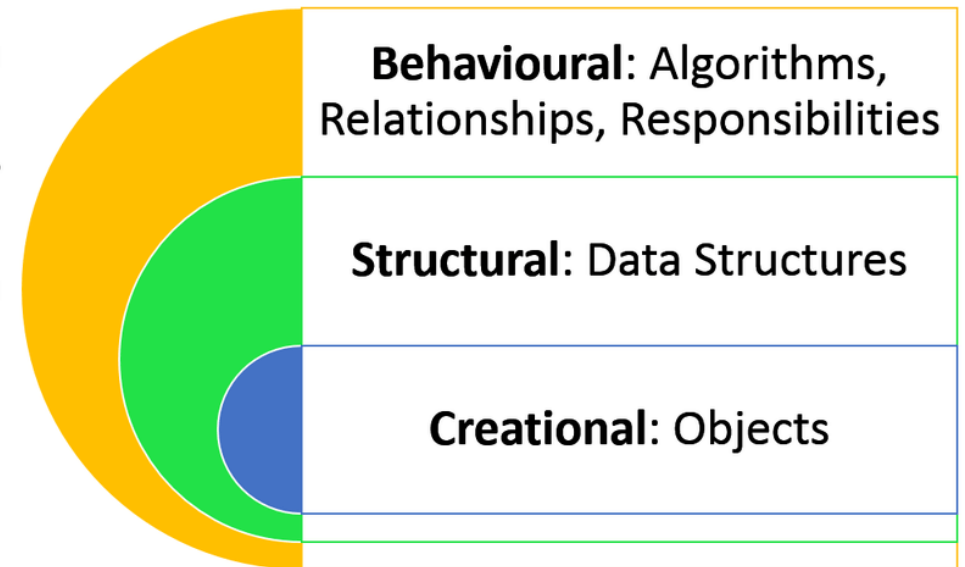 Behavioural: Algorithms,
Relationships, Responsibilities
Structural: Data Structures
Creational: Objects